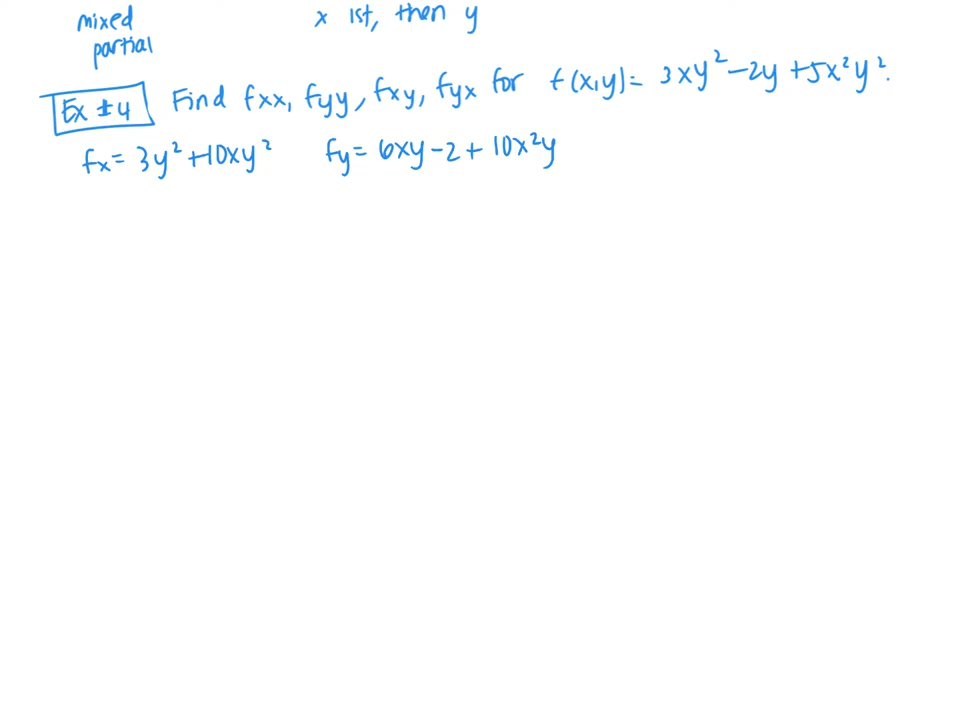 mixed partial
x 1st, then y
Ex #4 Find fxx, fyy, fxy, fyx for f(x,y)= 3xy² -2y +5x²y².
fx= 3y² +10xy² fy= 6xy-2+10x²y